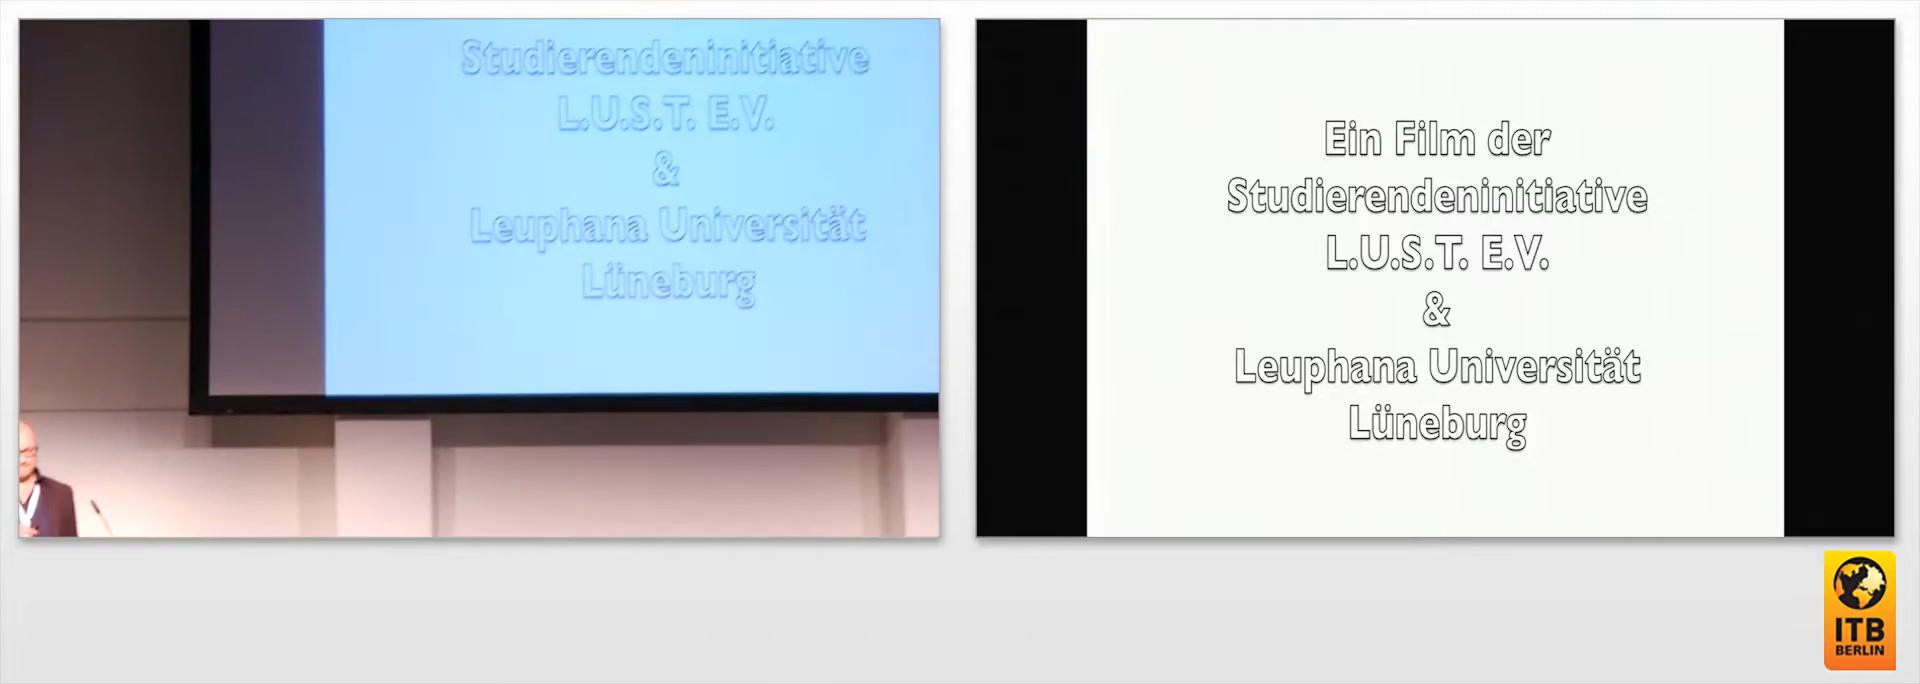 Studierendeninitiative
L.U.S.T. E.V.
&
Leuphana Universität
Lüneburg
Ein Film der
Studierendeninitiative
L.U.S.T. E.V.
&
Leuphana Universität
Lüneburg
ITB
BERLIN